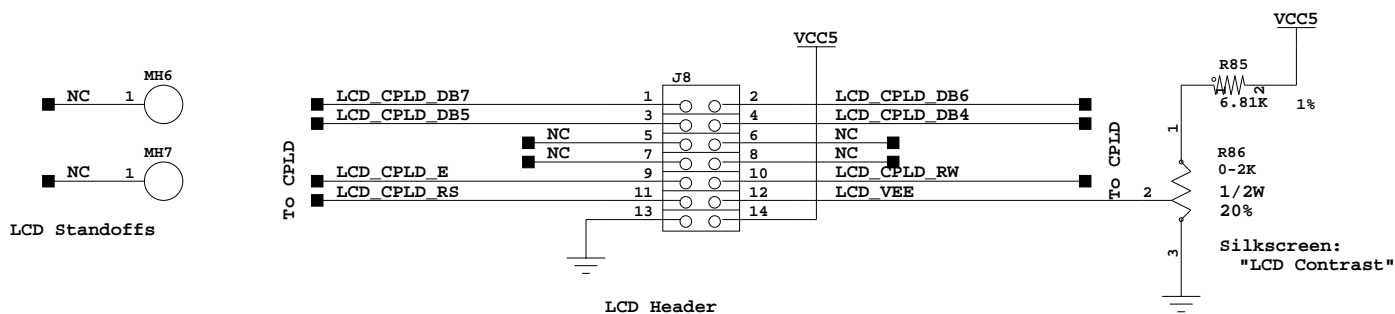 LCD Standoffs
MH6
NC 1
MH7
NC 1
To CPLD
LCD_CPLD_DB7
LCD_CPLD_DB5
NC
NC
LCD_CPLD_E
LCD_CPLD_RS
J8
1 2
3 4
5 6
7 8
9 10
11 12
13 14
LCD Header
VCC5
LCD_CPLD_DB6
LCD_CPLD_DB4
NC
NC
LCD_CPLD_RW
LCD_VEE
To CPLD
VCC5
R85
1 2
6.81K 1%
1
2
3
R86
0-2K
1/2W
20%
Silkscreen:
"LCD Contrast"